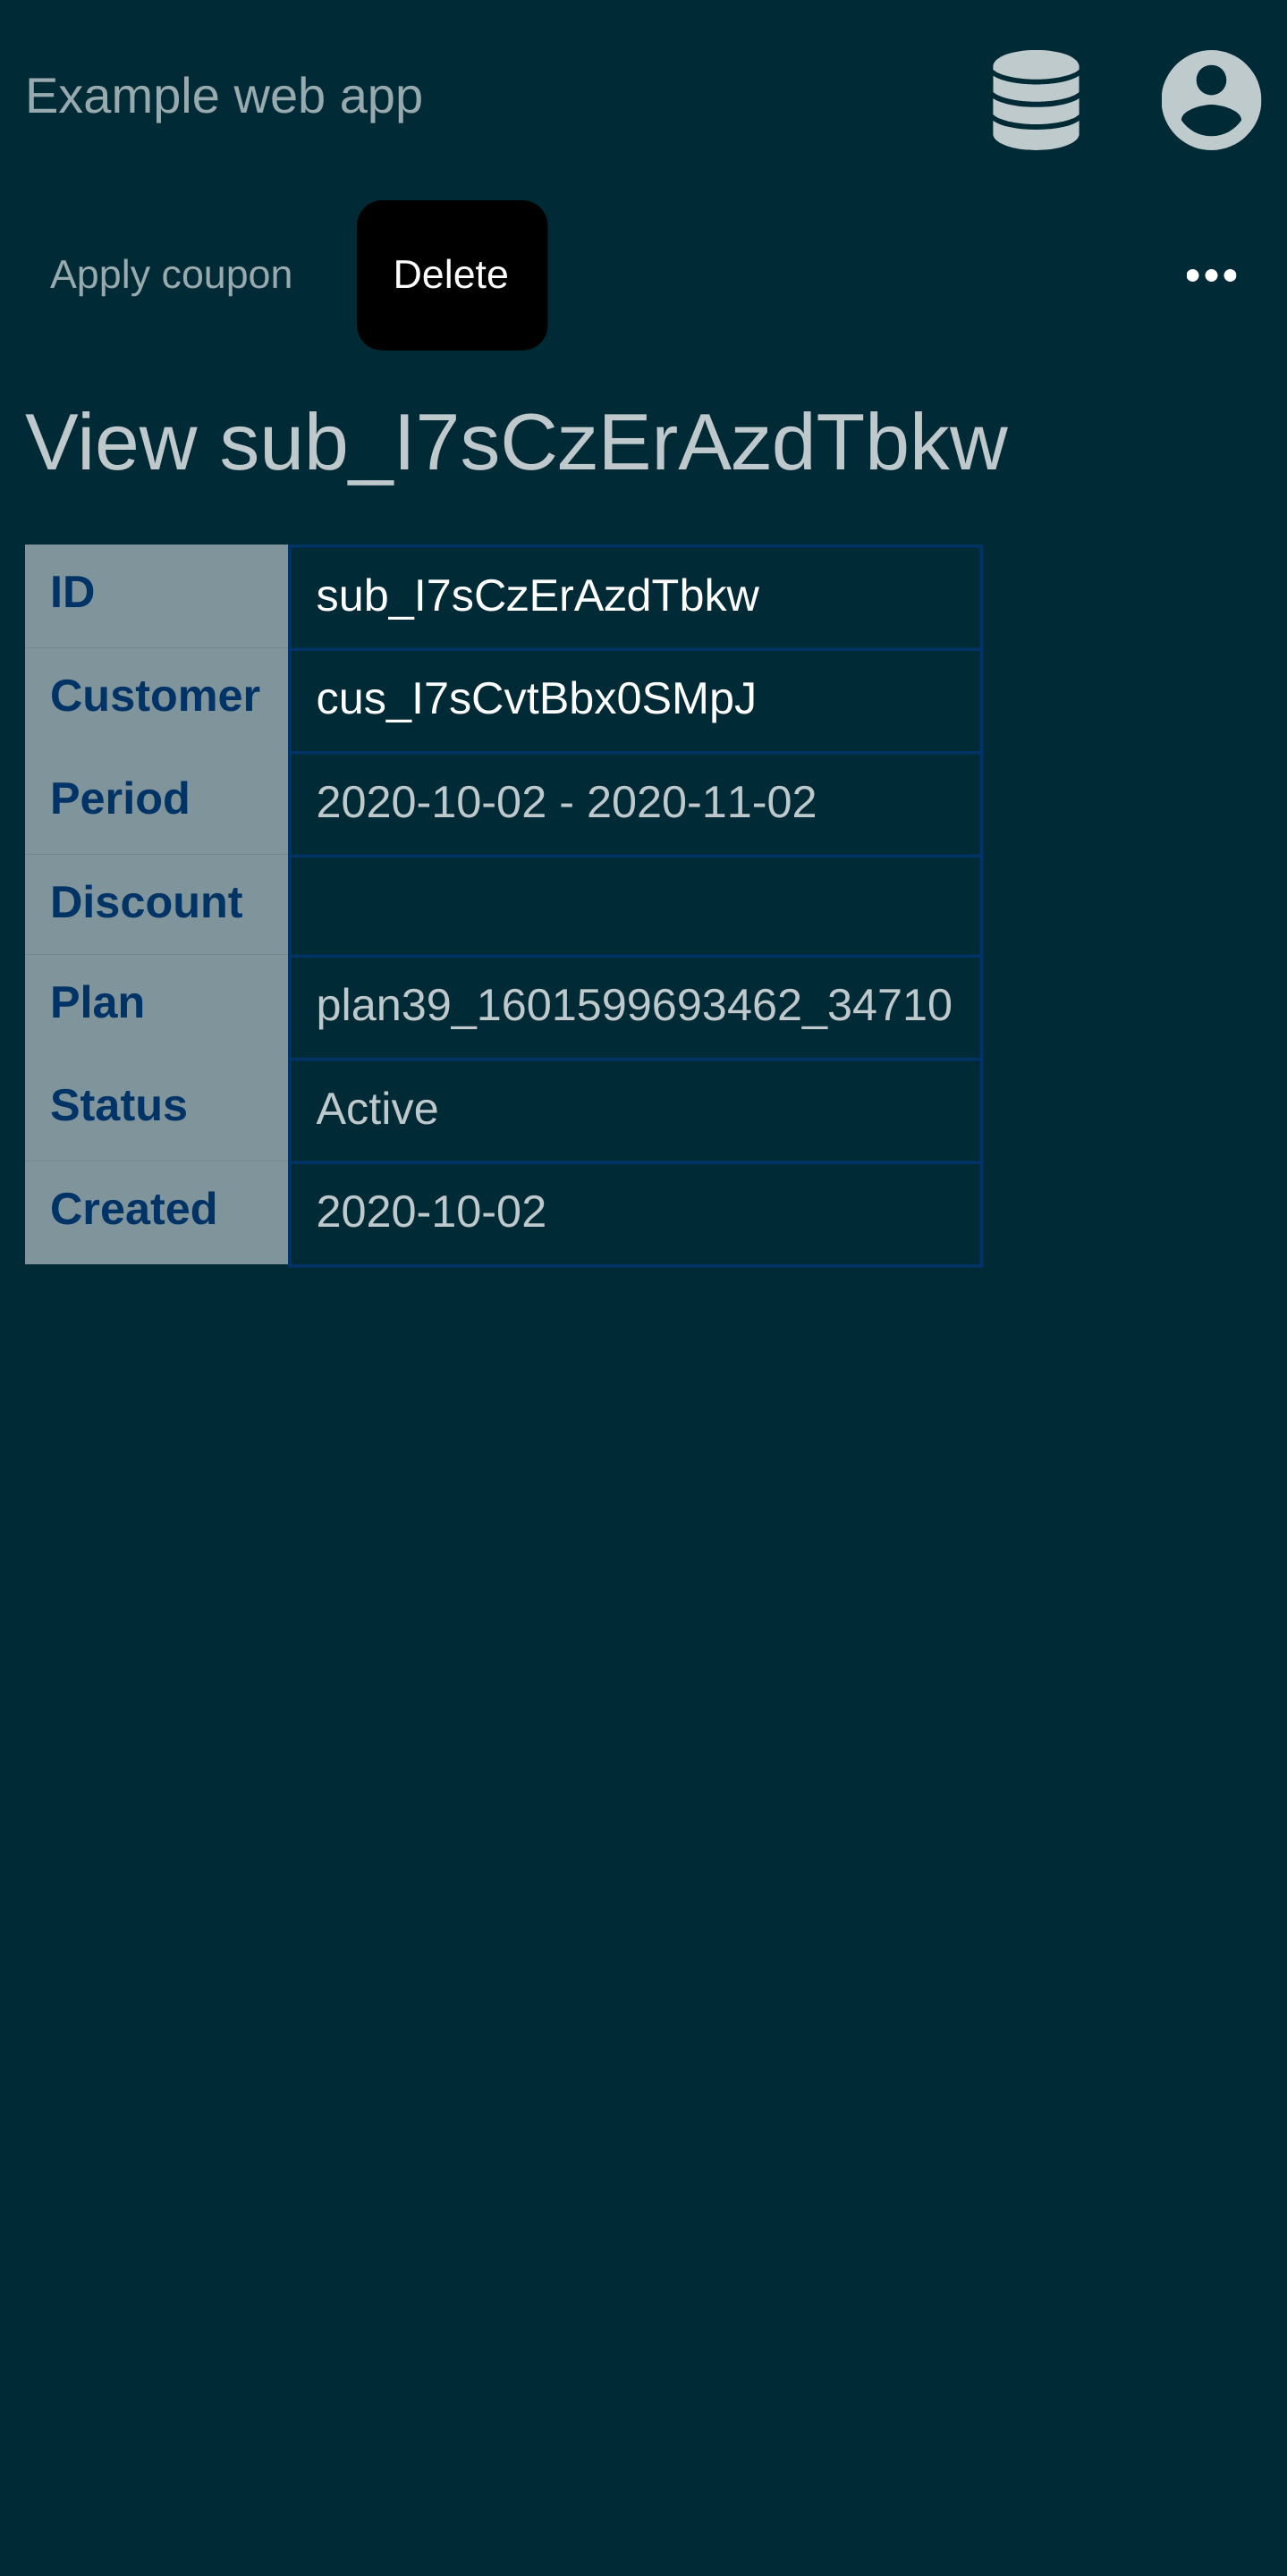 Example web app
Apply coupon Delete
View sub_I7sCzErAzdTbkw
ID sub_I7sCzErAzdTbkw
Customer cus_I7sCvtBbx0SMpJ
Period 2020-10-02 - 2020-11-02
Discount
Plan plan39_1601599693462_34710
Status Active
Created 2020-10-02